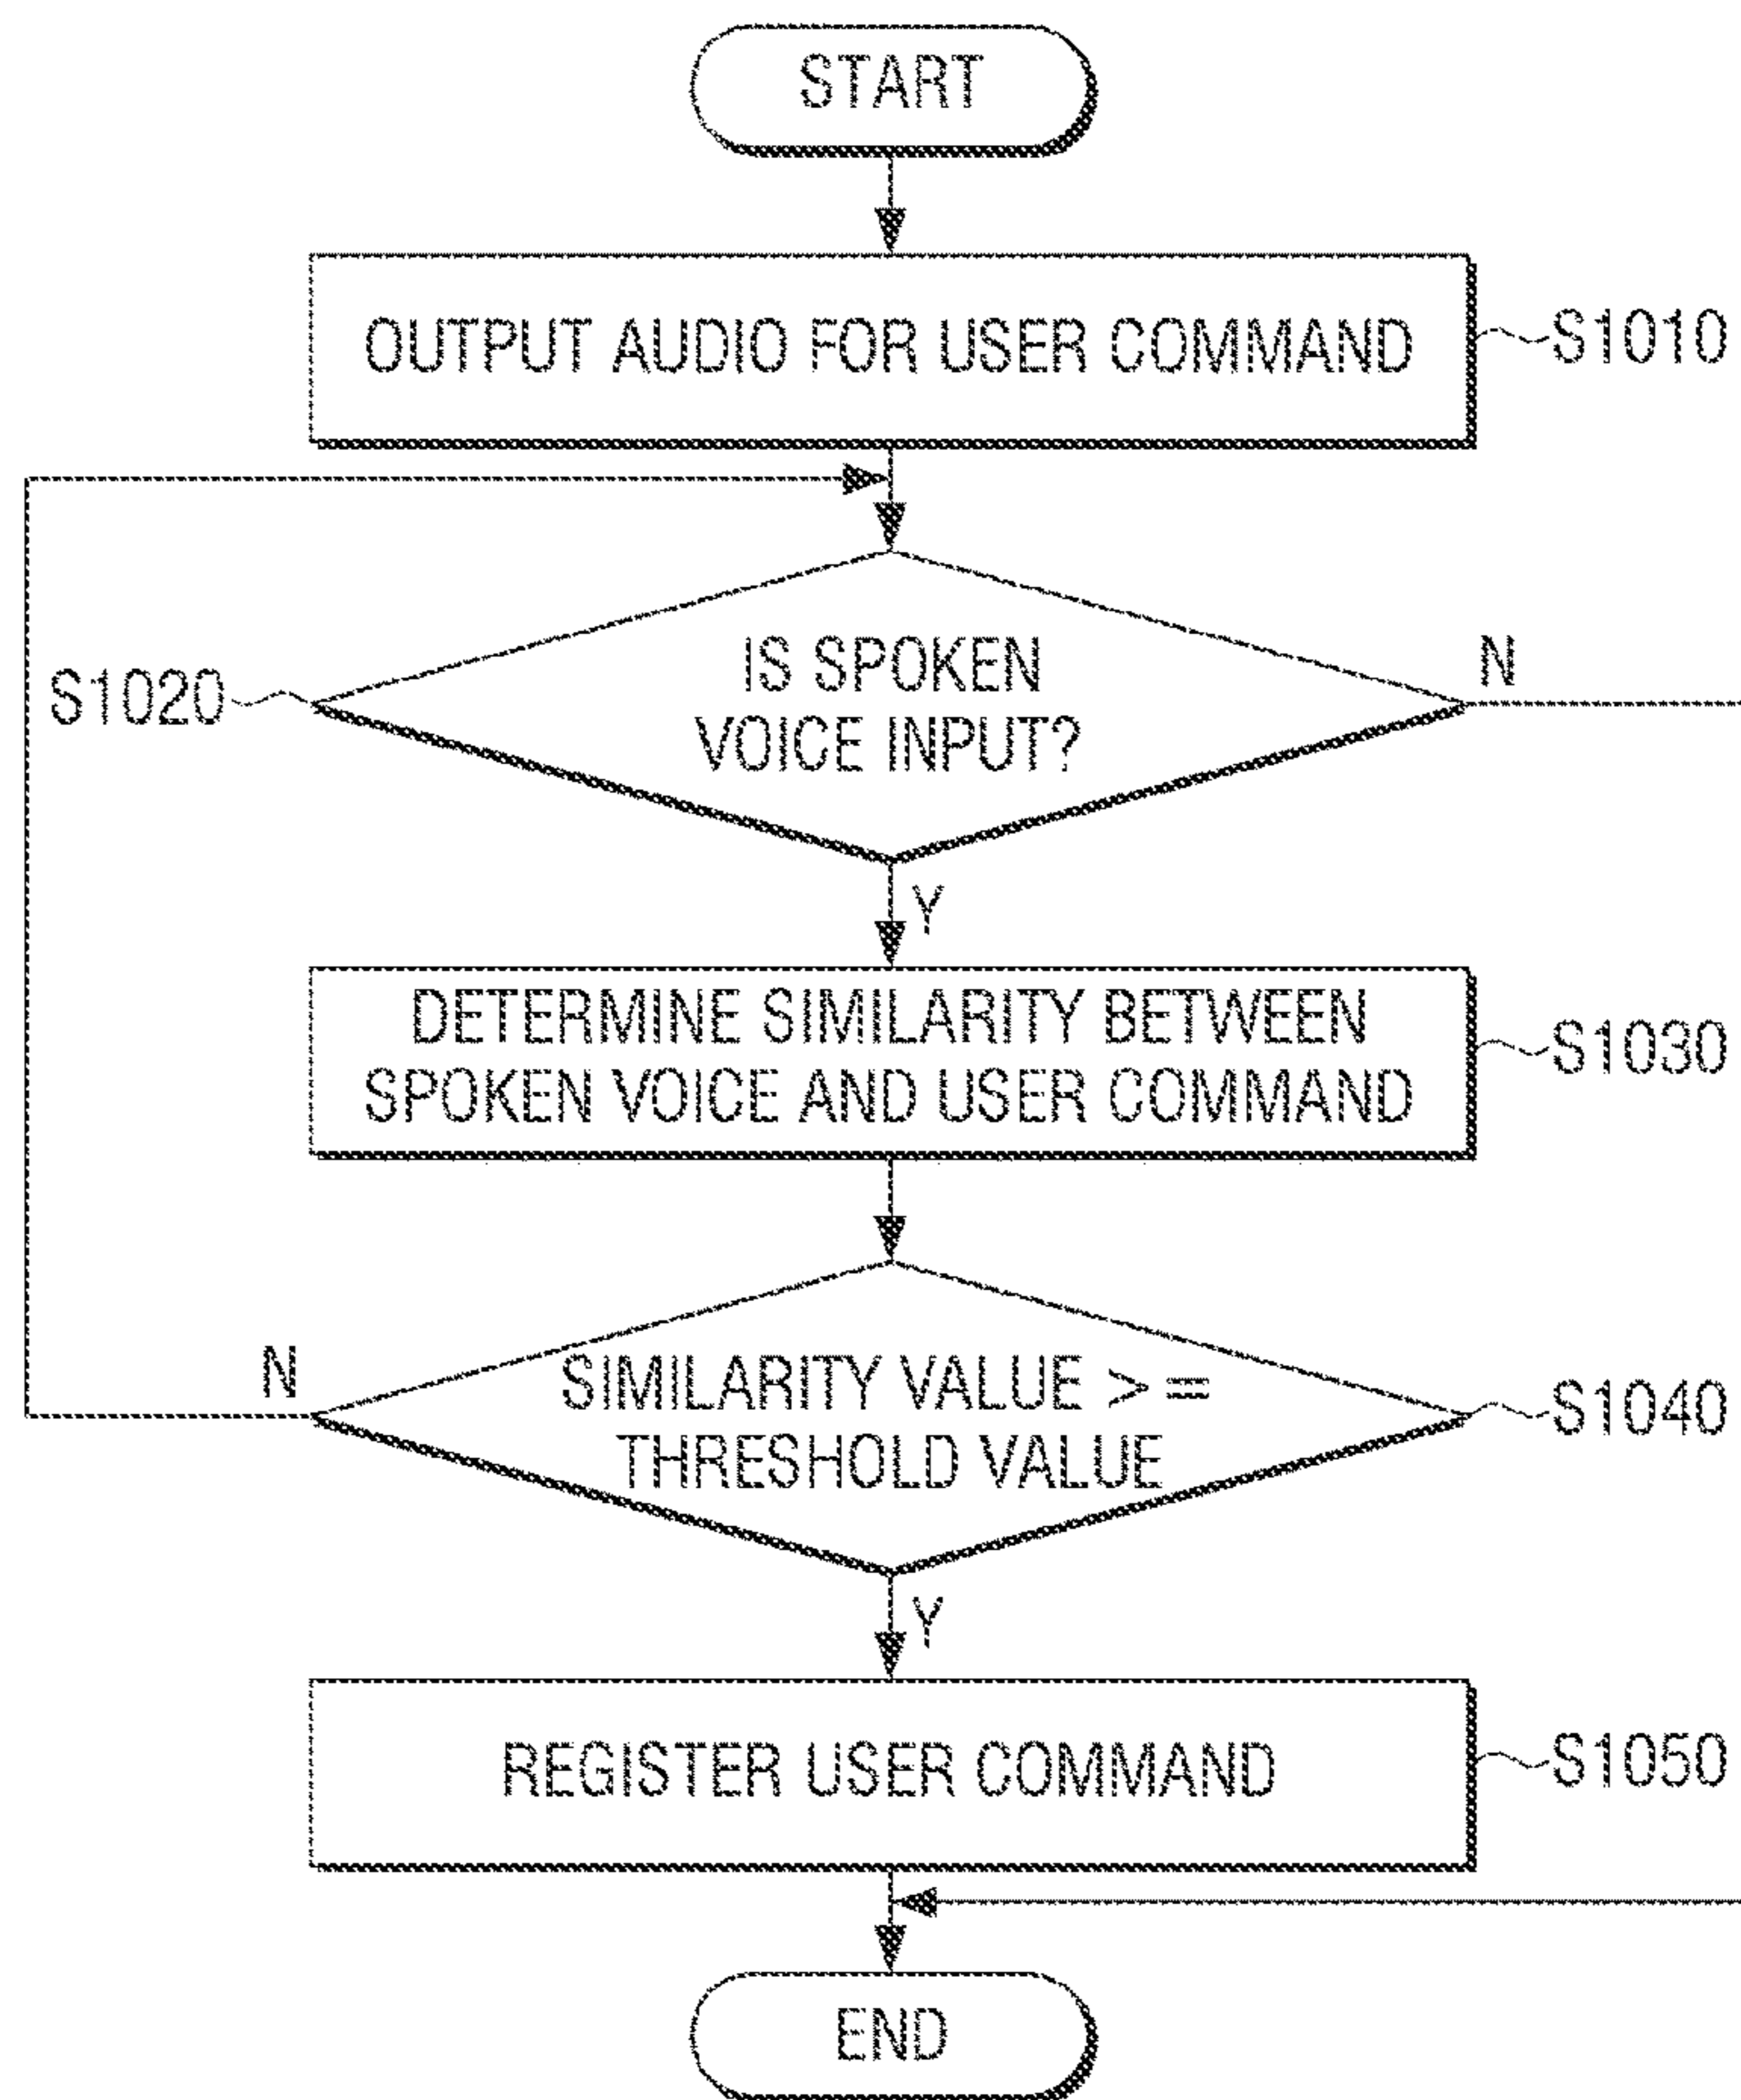 START
OUTPUT AUDIO FOR USER COMMAND
S1010
IS SPOKEN
VOICE INPUT?
S1020
N
Y
DETERMINE SIMILARITY BETWEEN
SPOKEN VOICE AND USER COMMAND
S1030
SIMILARITY VALUE > =
THRESHOLD VALUE
N
S1040
Y
REGISTER USER COMMAND
S1050
END